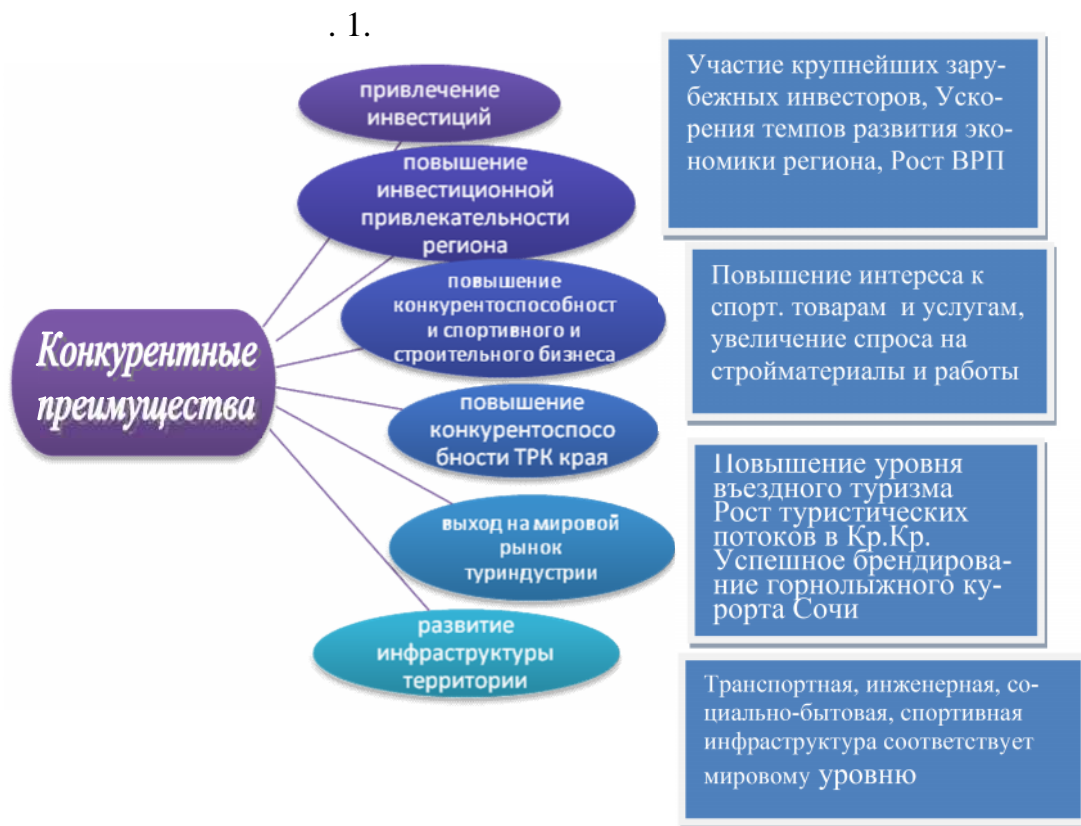 . 1.
привлечение
инвестиций
повышение
инвестиционной
привлекательности
региона
повышение
конкурентоспособност
и спортивного и
строительного бизнеса
повышение
конкурентоспосо
бности ТРК края
выход на мировой
рынок
туриндустрии
развитие
инфраструктуры
территории
Конкурентные
преимущества
Участие крупнейших зару-
бежных инвесторов, Уско-
рения темпов развития эко-
номики региона, Рост ВРП
Повышение интереса к
спорт. товарам и услугам,
увеличение спроса на
стройматериалы и работы
Повышение уровня
въездного туризма
Рост туристических
потоков в Кр.Кр.
Успешное брендирова-
ние горнолыжного ку-
рорта Сочи
Транспортная, инженерная, со-
циально-бытовая, спортивная
инфраструктура соответствует
мировому уровню